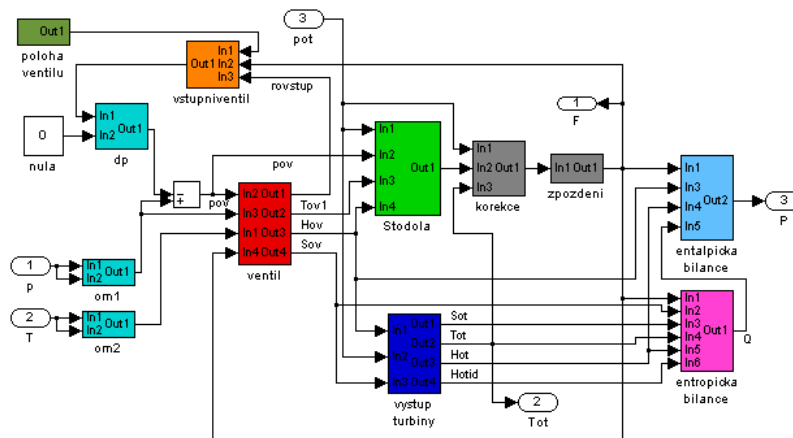 Out1
poloha
ventilu
In1
Out1 In2
In3
vstupniventil
rovstup
3
pot
1
F
0
nula
In1
In2
Out1
dp
−
+
pov
pov
In2 Out1
In3 Out2
In1 Out3
In4 Out4
ventil
Tov1
Hov
Sov
In1
In2
In3
In4
Out1
Stodola
In1
In2 Out1
In3
korekce
In1 Out1
zpozdeni
In1
In3
In4
In5
Out2
entalpicka
bilance
3
P
1
p
In1
In2
Out1
om1
2
T
In1
In2
Out1
om2
In1
In2
In3
Out1
Out2
Out3
Out4
vystup
turbiny
Sot
Tot
Hot
Hotid
2
Tot
In1
In2
In3
In4
In5
In6
Out1
entropicka
bilance
Q